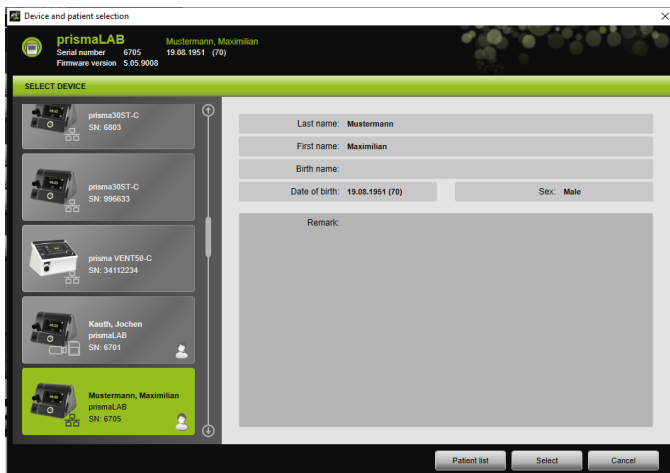 Device and patient selection
prismaLAB
Serial number 6705
Firmware version 5.05.9008
Mustermann, Maximilian
19.08.1951 (70)
SELECT DEVICE
prisma30ST-C
SN: 6803
prisma30ST-C
SN: 996633
prisma VENT50-C
SN: 34112234
Kauth, Jochen
prismaLAB
SN: 6701
Mustermann, Maximilian
prismaLAB
SN: 6705
Last name: Mustermann
First name: Maximilian
Birth name:
Date of birth: 19.08.1951 (70) Sex: Male
Remark:
Patient list Select Cancel